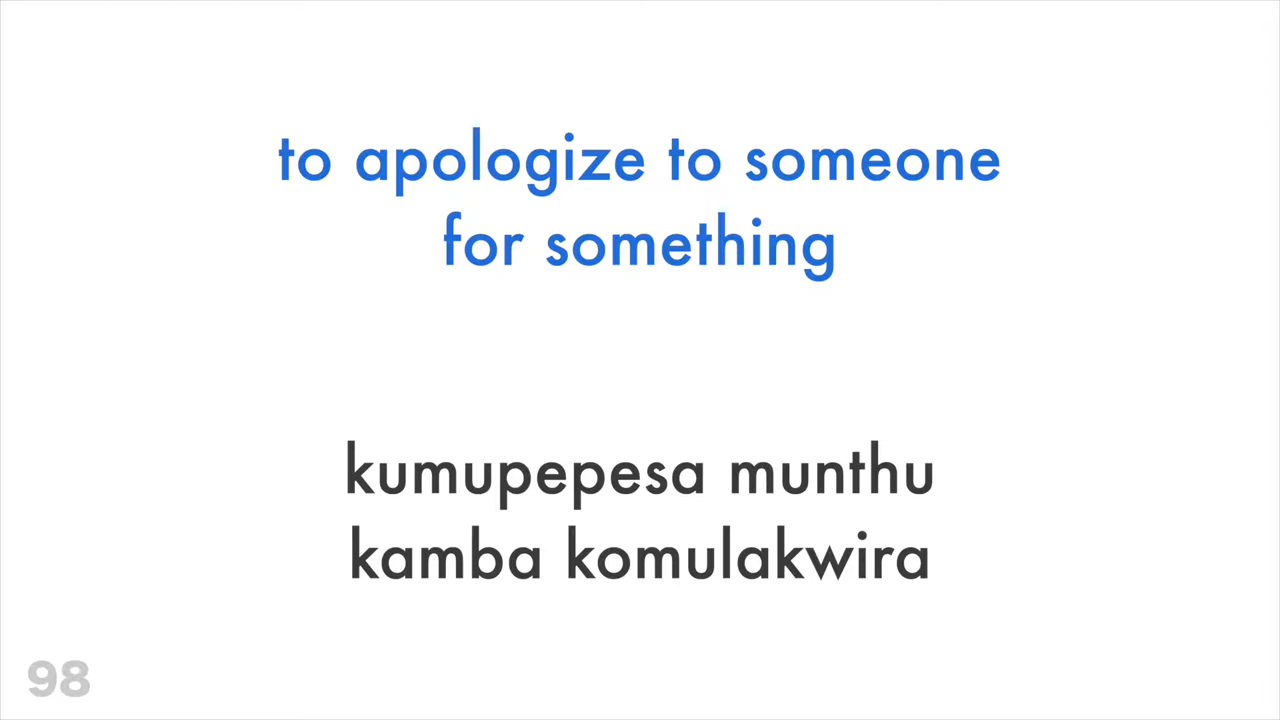 to apologize to someone
for something
kumupepesa munthu
kamba komulakwira
98